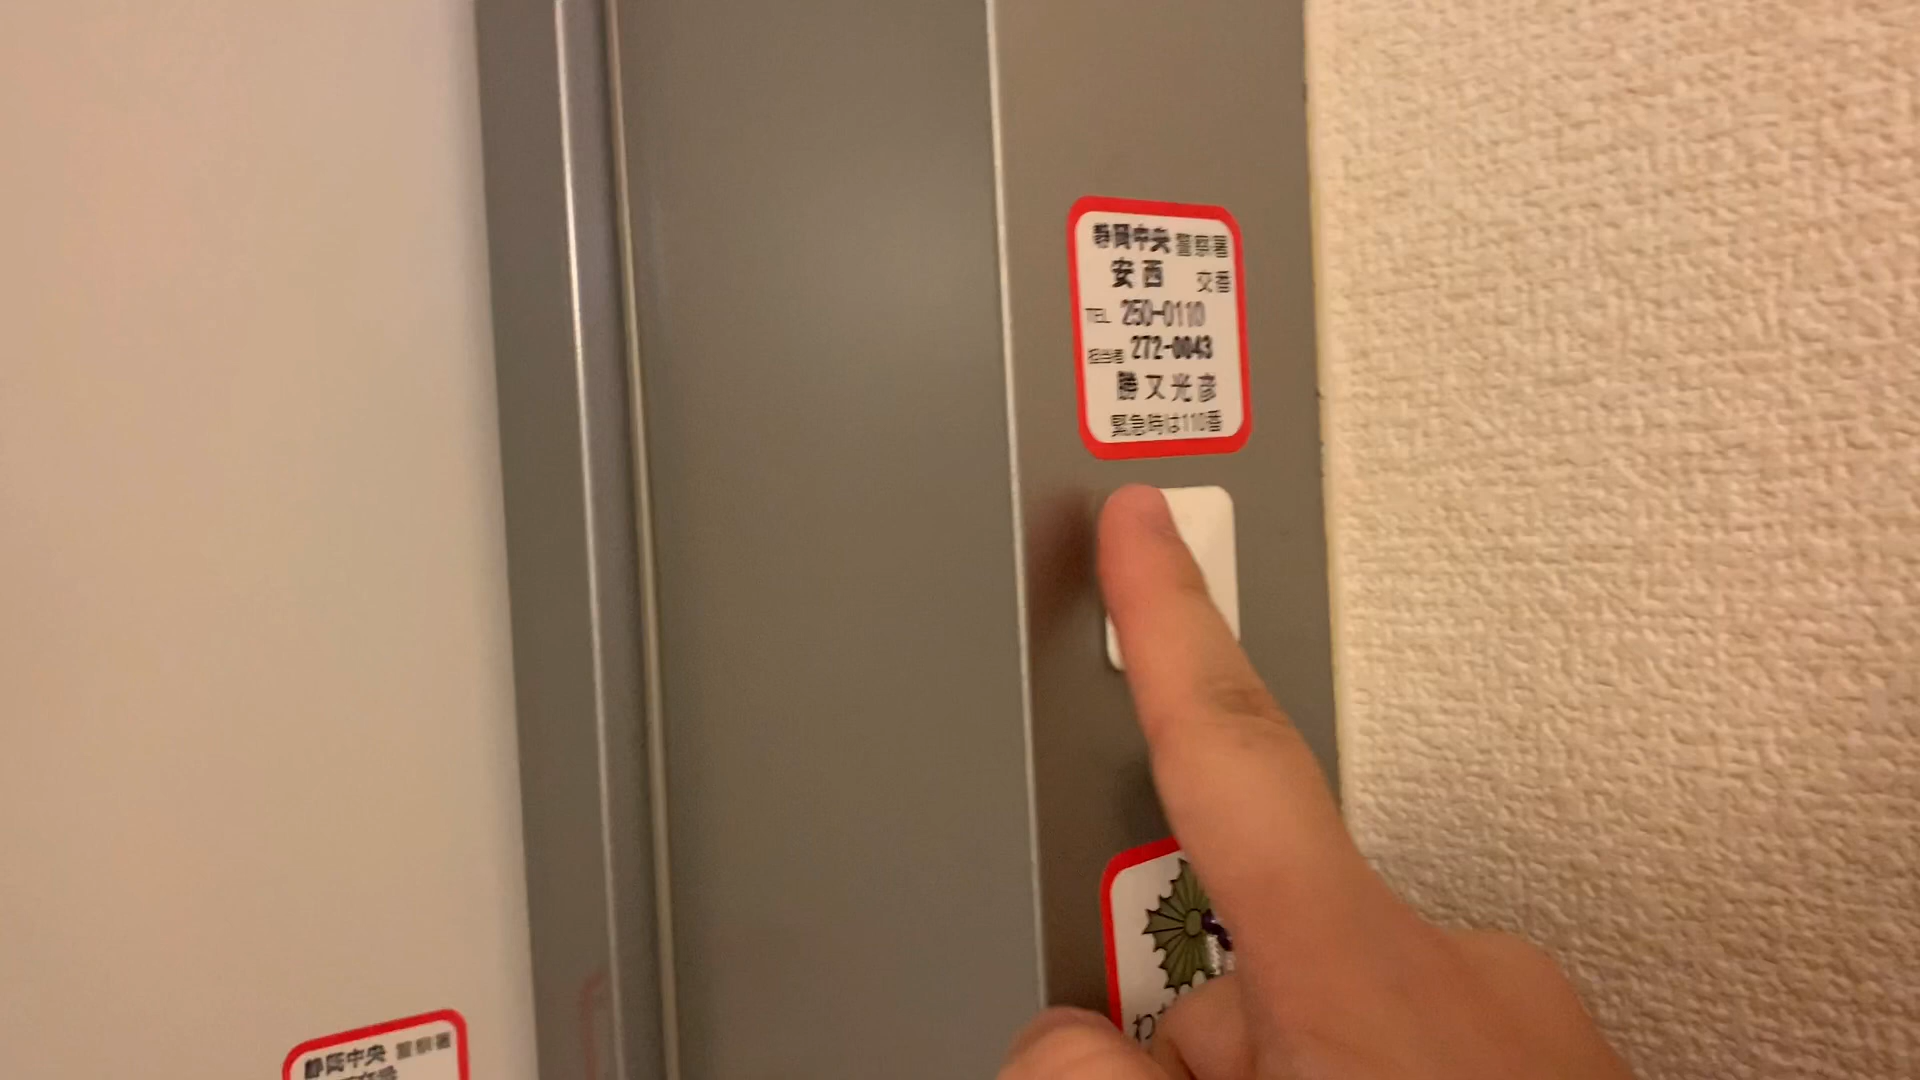 静岡中央 警察署
安西 交番
TEL 250-0110
担当者 272-0043
勝又光彦
緊急時は110番
わ
静岡中央 警察署